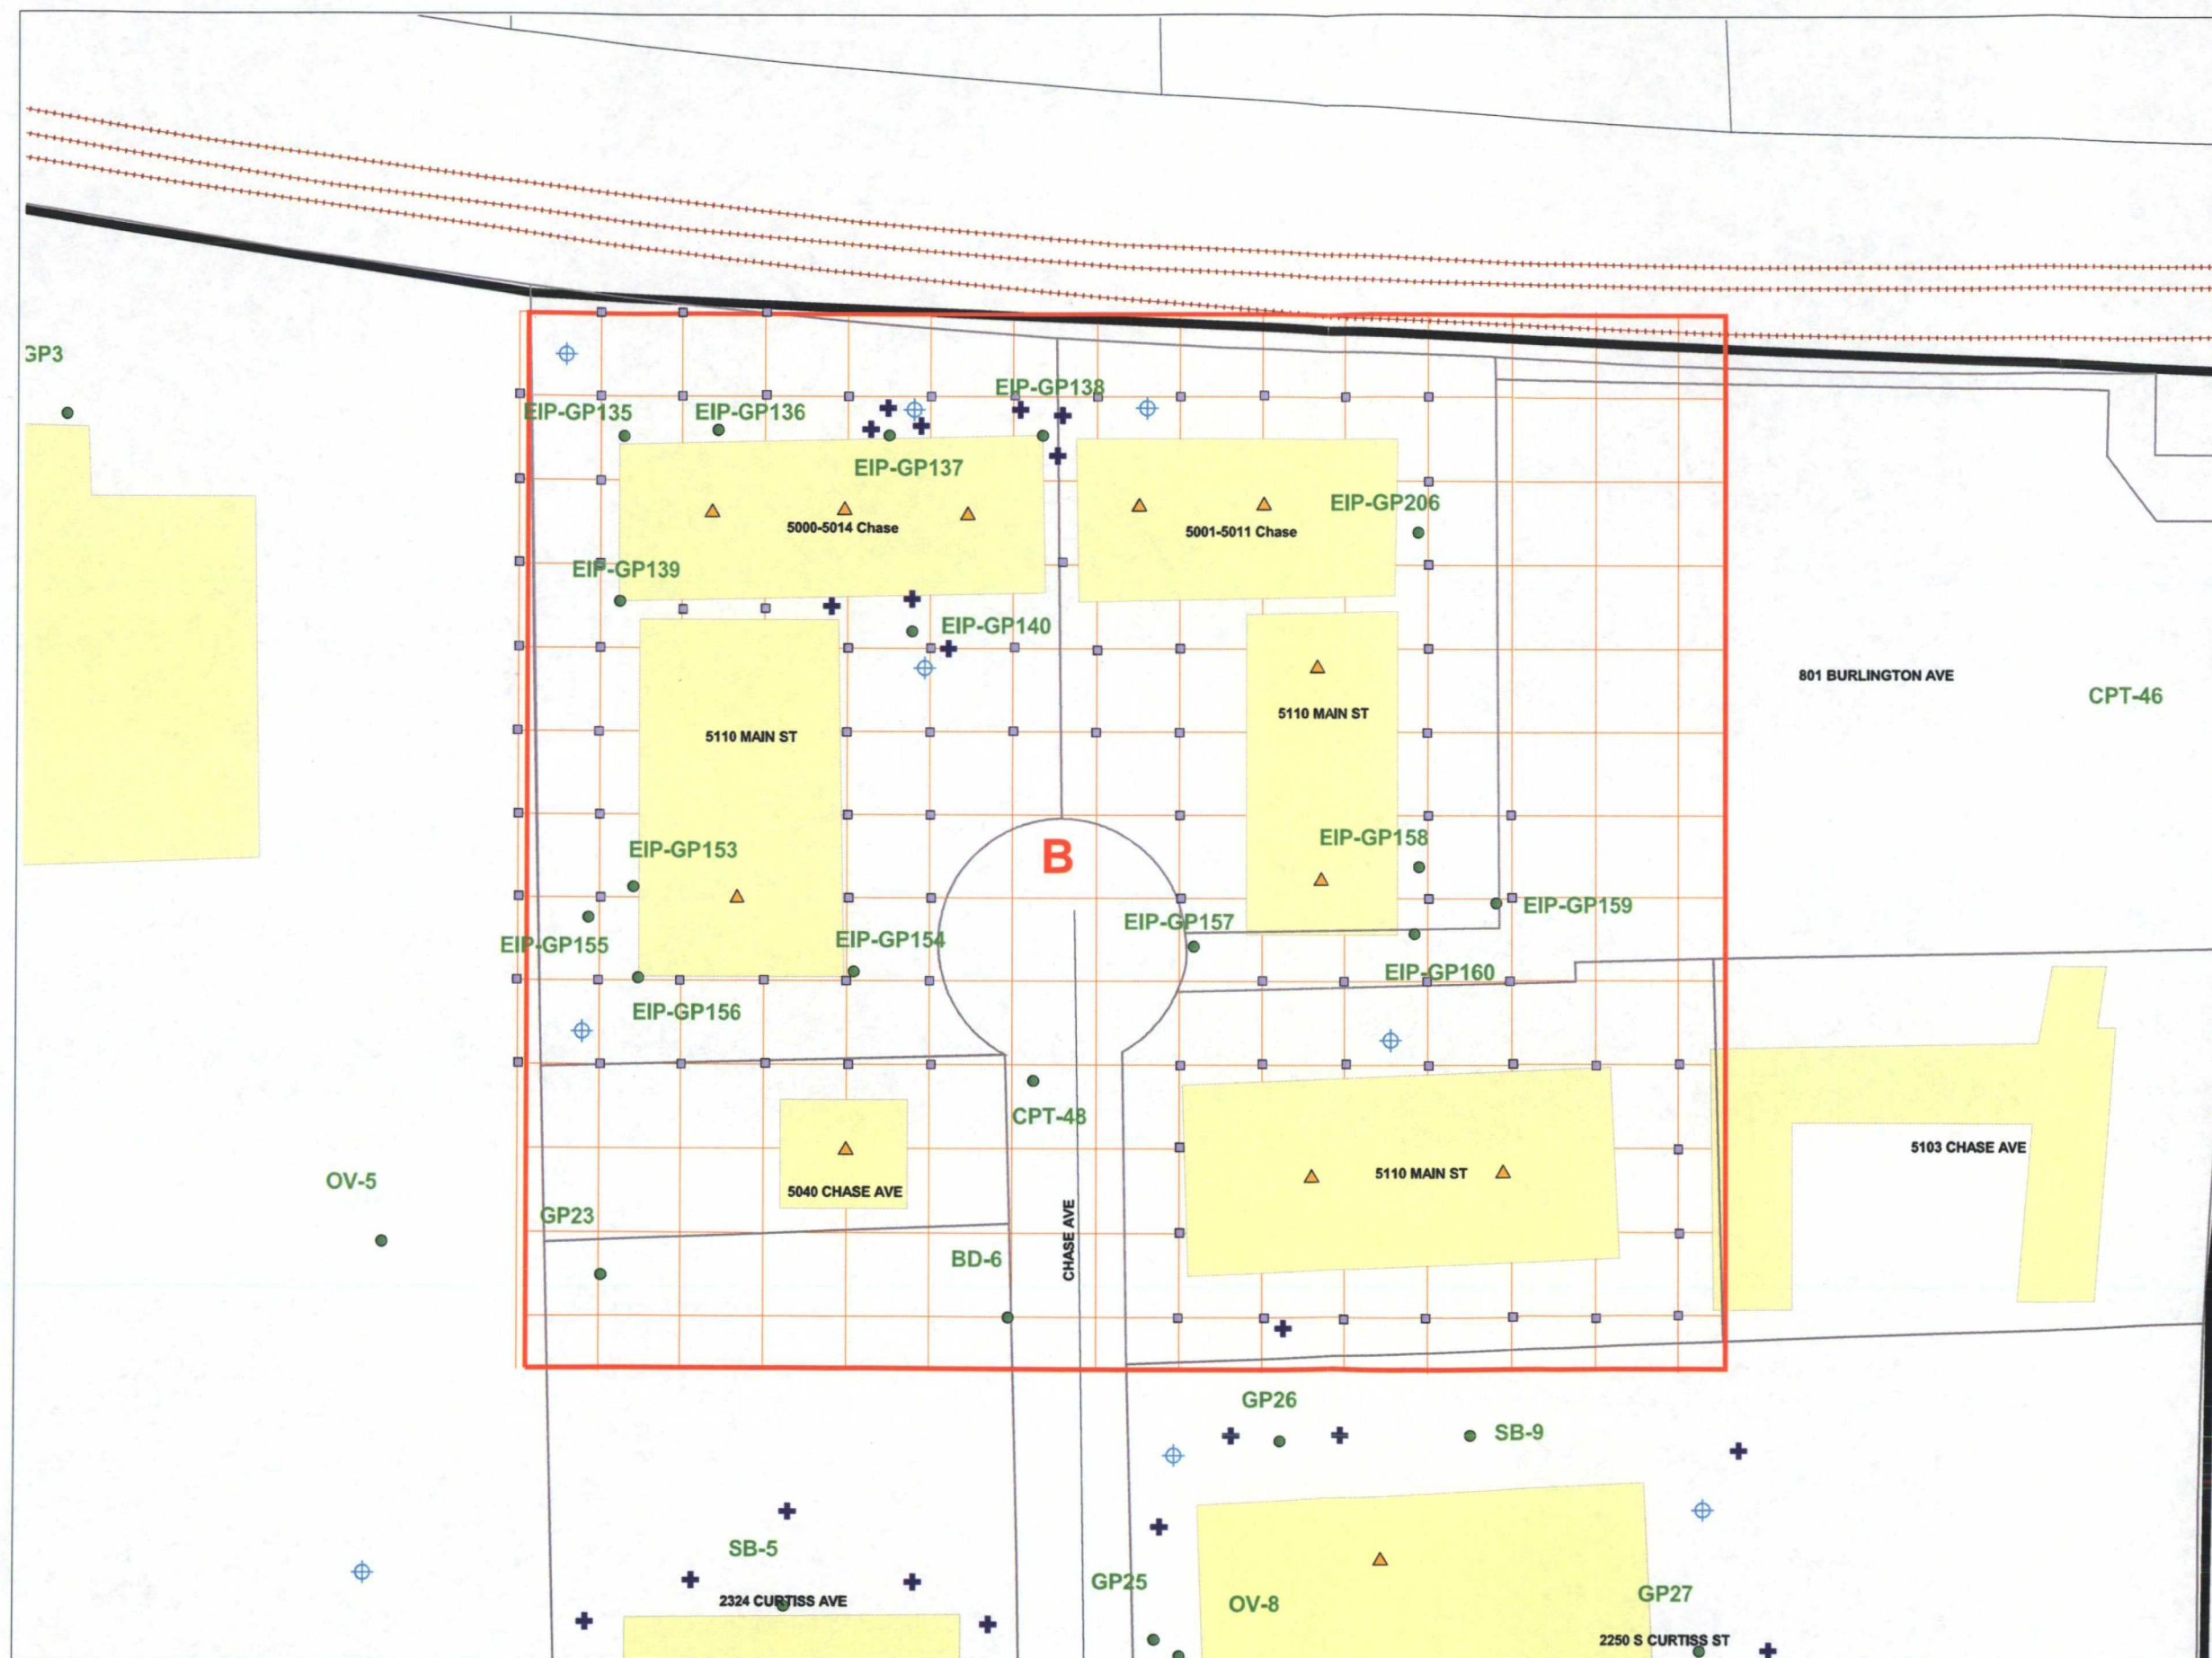 GP3
EIP-GP138
EIP-GP135
EIP-GP136
EIP-GP137
EIP-GP206
5000-5014 Chase
5001-5011 Chase
EIP-GP139
EIP-GP140
801 BURLINGTON AVE
CPT-46
5110 MAIN ST
5110 MAIN ST
EIP-GP158
EIP-GP153
B
EIP-GP159
EIP-GP157
EIP-GP154
EIP-GP155
EIP-GP160
EIP-GP156
CPT-48
5103 CHASE AVE
OV-5
5110 MAIN ST
5040 CHASE AVE
GP23
CHASE AVE
BD-6
GP26
SB-9
SB-5
GP25
GP27
2324 CURTISS AVE
OV-8
2250 S CURTISS ST